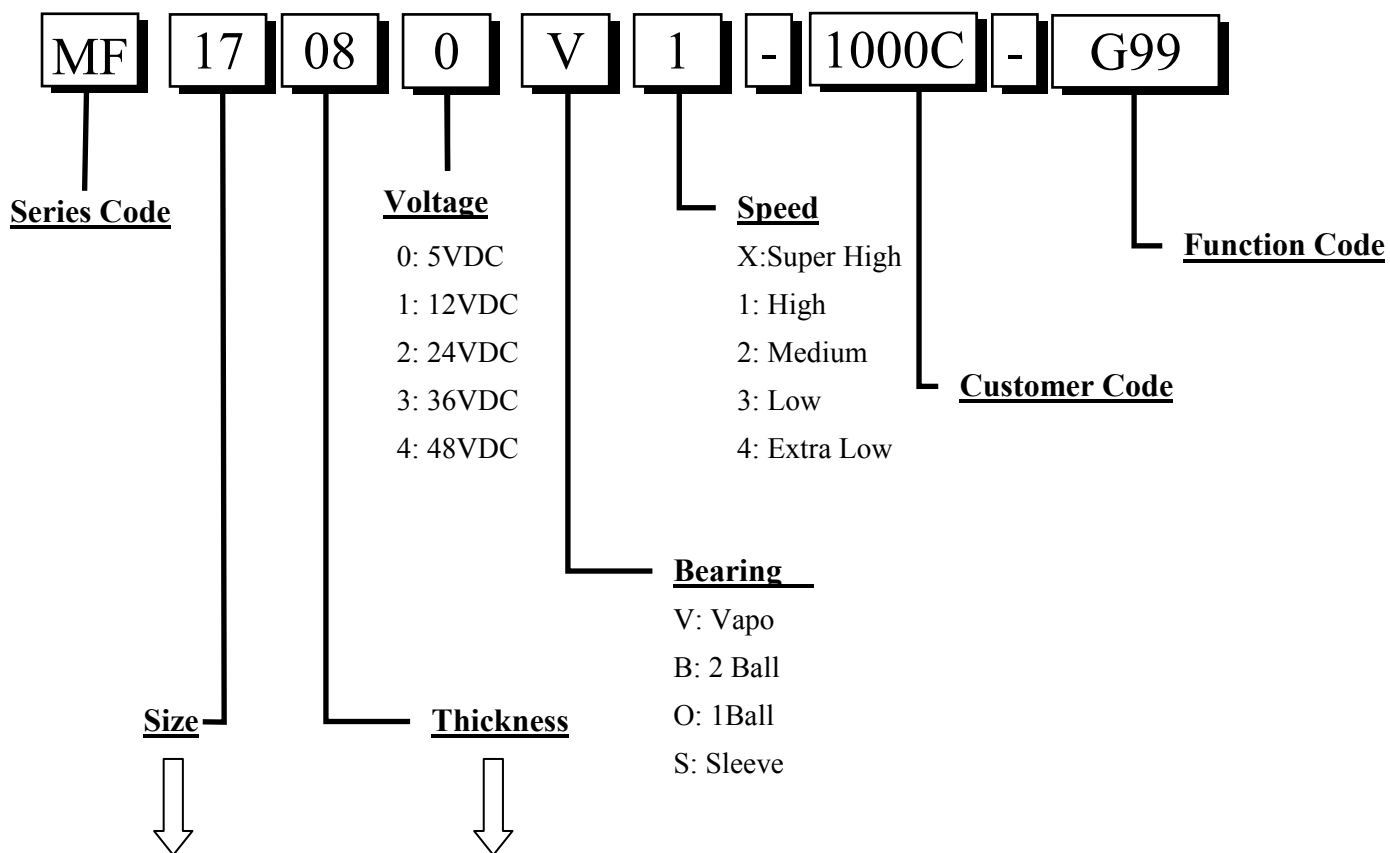 MF 17 08 0 V 1 - 1000C - G99
Series Code
Voltage
0: 5VDC
1: 12VDC
2: 24VDC
3: 36VDC
4: 48VDC
Speed
X:Super High
1: High
2: Medium
3: Low
4: Extra Low
Function Code
Customer Code
Bearing
V: Vapo
B: 2 Ball
O: 1Ball
S: Sleeve
Size
Thickness